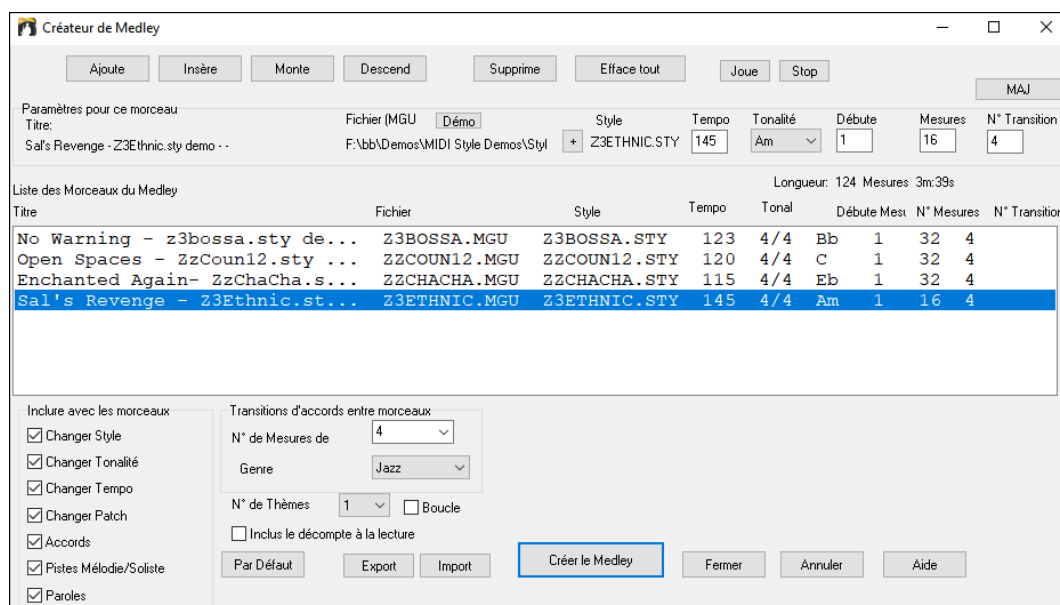 Créateur de Medley
Ajoute Insère Monte Descend Supprime Efface tout Joue Stop
MAJ
Paramètres pour ce morceau
Titre: Fichier (MGU Démo Style Tempo Tonalité Débute Mesures N° Transition
Sal's Revenge - Z3Ethnic.sty demo - - F:\bb\Demos\MIDI Style Demos\Styl + Z3ETHNIC.STY 145 Am 1 16 4
Longueur: 124 Mesures 3m:39s
Liste des Morceaux du Medley
Titre Fichier Style Tempo Tonal Débute Mesu N° Mesures N° Transition
No Warning - z3bossa.sty de... Z3BOSSA.MGU Z3BOSSA.STY 123 4/4 Bb 1 32 4
Open Spaces - ZzCoun12.sty ... ZZCOUN12.MGU ZZCOUN12.STY 120 4/4 C 1 32 4
Enchanted Again- ZzChaCha.s... ZZCHACHA.MGU ZZCHACHA.STY 115 4/4 Eb 1 32 4
Sal's Revenge - Z3Ethnic.st... Z3ETHNIC.MGU Z3ETHNIC.STY 145 4/4 Am 1 16 4
Inclure avec les morceaux
Changer Style
Changer Tonalité
Changer Tempo
Changer Patch
Accords
Pistes Mélodie/Soliste
Paroles
Transitions d'accords entre morceaux
N° de Mesures de 4
Genre Jazz
N° de Thèmes 1 Boucle
Inclus le décompte à la lecture
Par Défaut Export Import Créer le Medley Fermer Annuler Aide